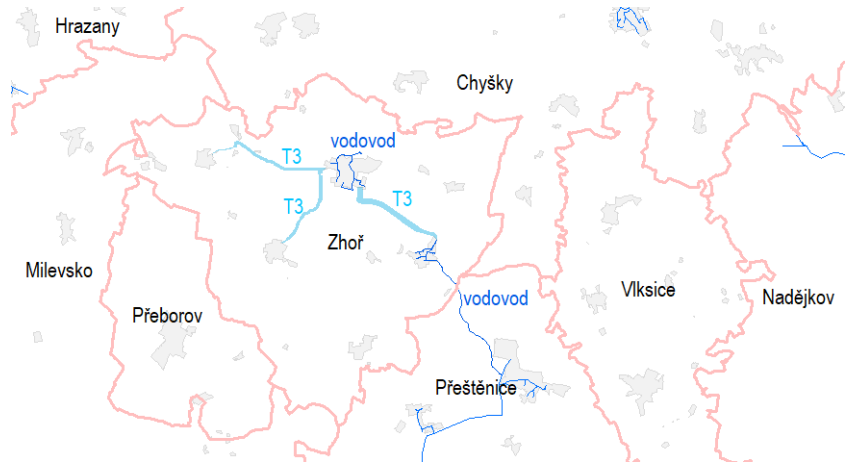 Hrazany
Chyšky
vodovod
T3
T3
T3
Zhoř
Milevsko
Vlksice
Nadějkov
vodovod
Přeborov
Přeštěnice